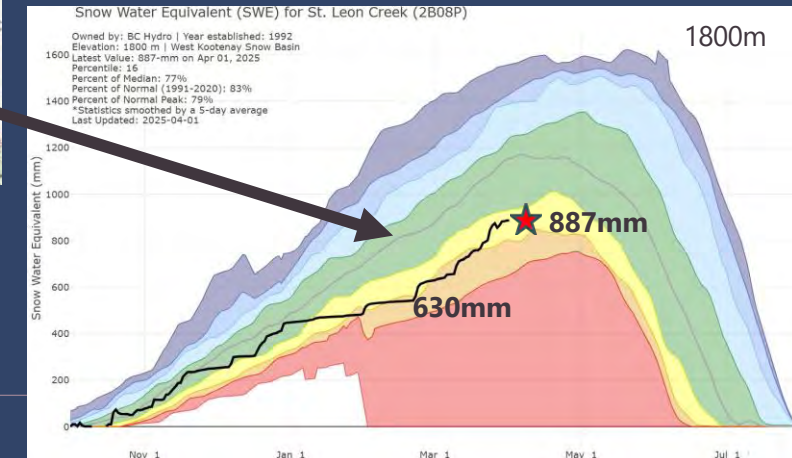 Snow Water Equivalent (SWE) for St. Leon Creek (2B08P)
1800m
Owned by: BC Hydro | Year established: 1992
Elevation: 1800 m | West Kootenay Snow Basin
Latest Value: 887-mm on Apr 01, 2025
Percentile: 16
Percent of Median: 77%
Percent of Normal (1991-2020): 83%
Percent of Normal Peak: 79%
*Statistics smoothed by a 5-day average
Last Updated: 2025-04-01
Snow Water Equivalent (mm)
1600
1400
1200
1000
800
600
400
200
0
887mm
630mm
Nov 1
Jan 1
Mar 1
May 1
Jul 1